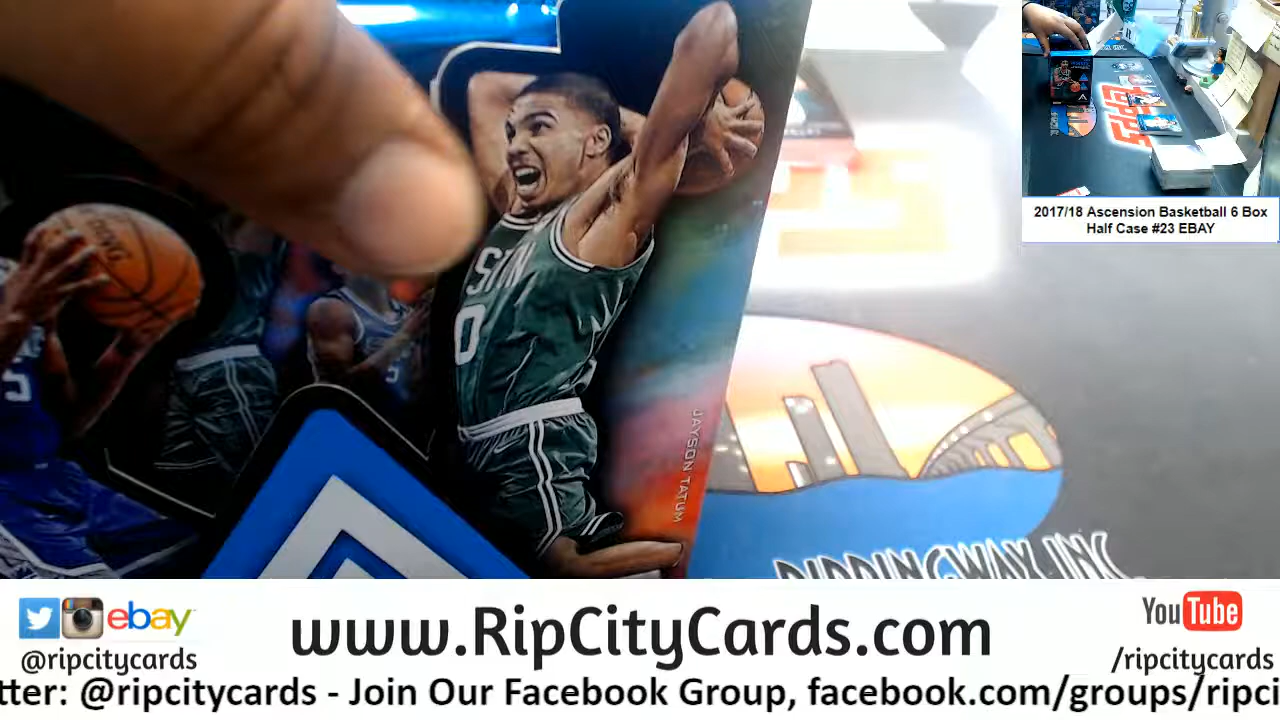 JAYSON TATUM
2017/18 Ascension Basketball 6 Box
Half Case #23 EBAY
ebay
@ripcitycards
www.RipCityCards.com
YouTube
/ripcitycards
tter: @ripcitycards - Join Our Facebook Group, facebook.com/groups/ripci